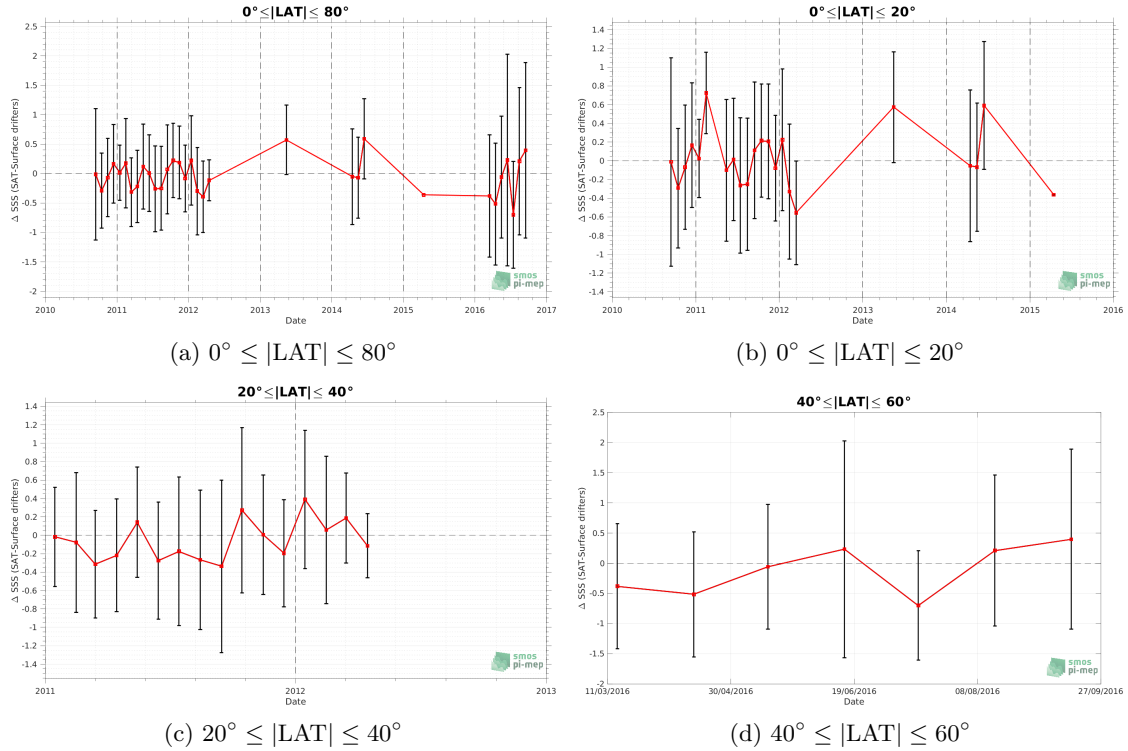 0°≤|LAT|≤ 80°
Δ SSS (SAT-Surface drifters)
2.5
2
1.5
1
0.5
0
-0.5
-1
-1.5
-2
2010 2011 2012 2013 2014 2015 2016 2017
Date
smos
pi-mep
(a) 0° ≤ |LAT| ≤ 80°
0°≤|LAT|≤ 20°
Δ SSS (SAT-Surface drifters)
1.4
1.2
1
0.8
0.6
0.4
0.2
0
-0.2
-0.4
-0.6
-0.8
-1
-1.2
-1.4
2010 2011 2012 2013 2014 2015 2016
Date
smos
pi-mep
(b) 0° ≤ |LAT| ≤ 20°
20°≤|LAT|≤ 40°
Δ SSS (SAT-Surface drifters)
1.4
1.2
1
0.8
0.6
0.4
0.2
0
-0.2
-0.4
-0.6
-0.8
-1
-1.2
-1.4
2011 2012 2013
Date
smos
pi-mep
(c) 20° ≤ |LAT| ≤ 40°
40°≤|LAT|≤ 60°
Δ SSS (SAT-Surface drifters)
2.5
2
1.5
1
0.5
0
-0.5
-1
-1.5
-2
11/03/2016 30/04/2016 19/06/2016 08/08/2016 27/09/2016
Date
smos
pi-mep
(d) 40° ≤ |LAT| ≤ 60°